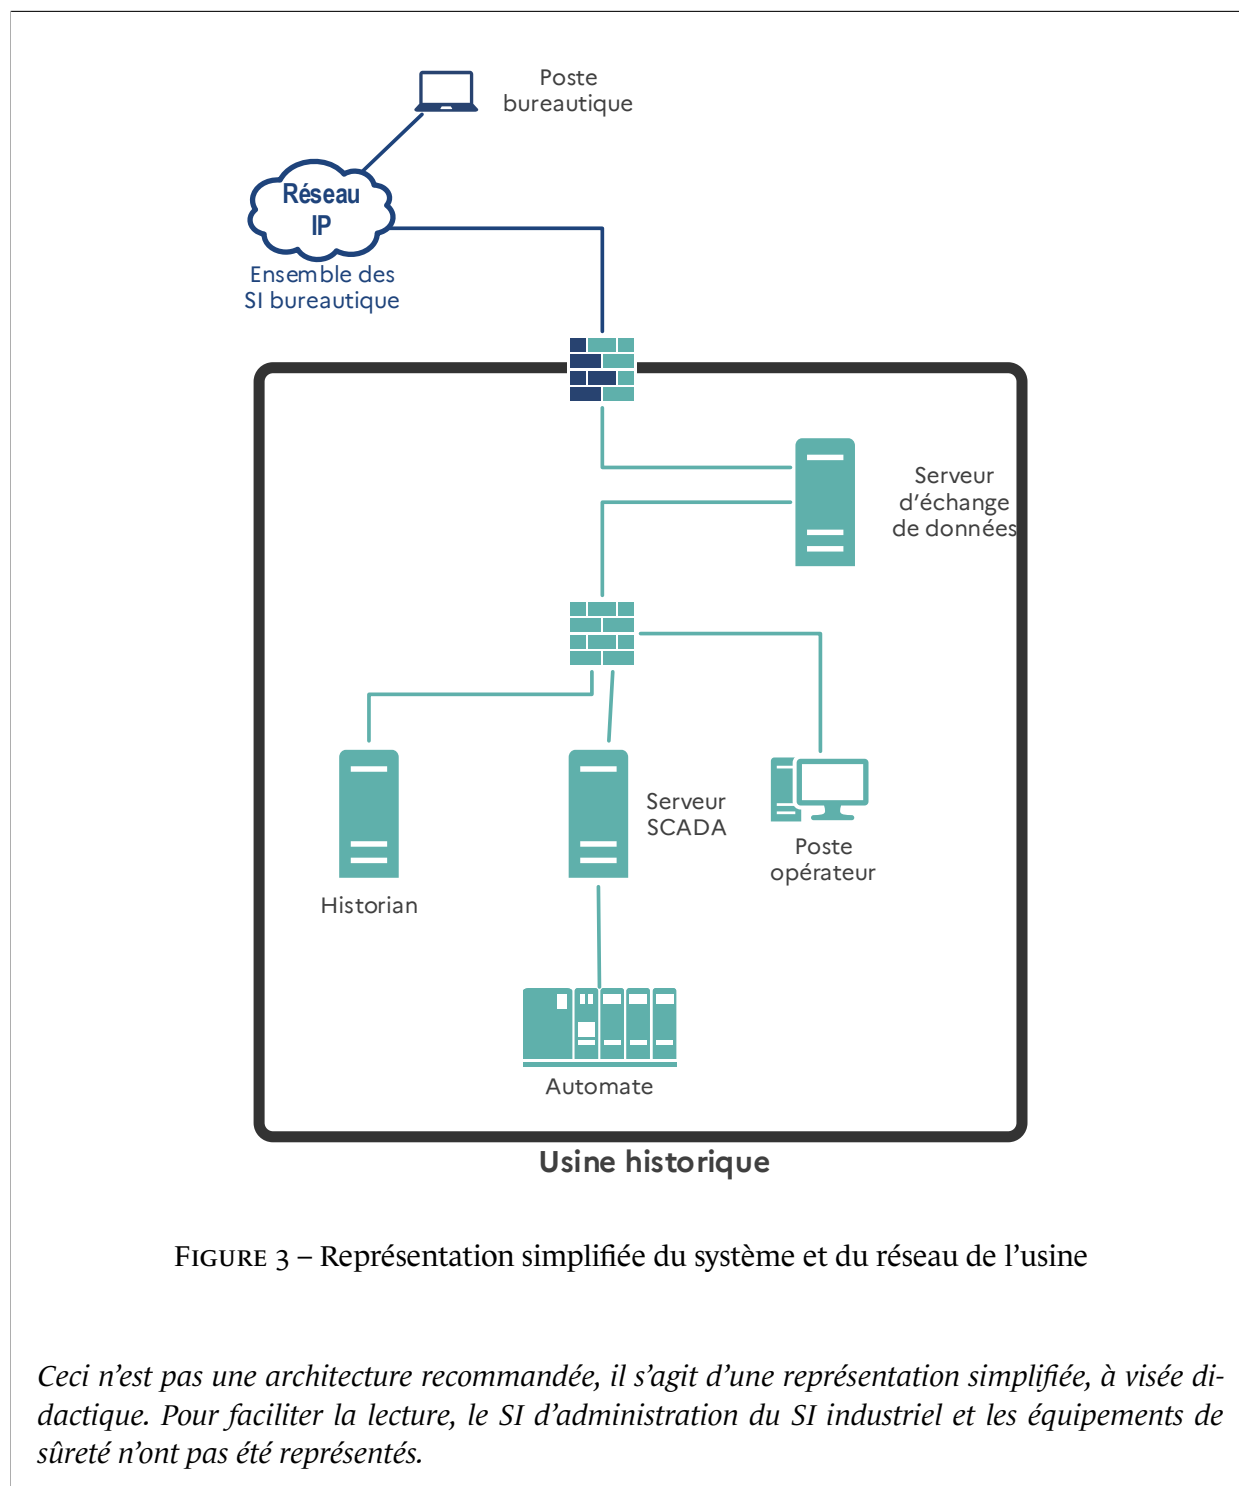 Poste
bureautique
Réseau
IP
Ensemble des
SI bureautique
Serveur
d'échange
de données
Serveur
SCADA
Poste
opérateur
Historian
Automate
Usine historique
FIGURE 3 – Représentation simplifiée du système et du réseau de l'usine
Ceci n'est pas une architecture recommandée, il s'agit d'une représentation simplifiée, à visée di-
dactique. Pour faciliter la lecture, le SI d'administration du SI industriel et les équipements de
sûreté n'ont pas été représentés.